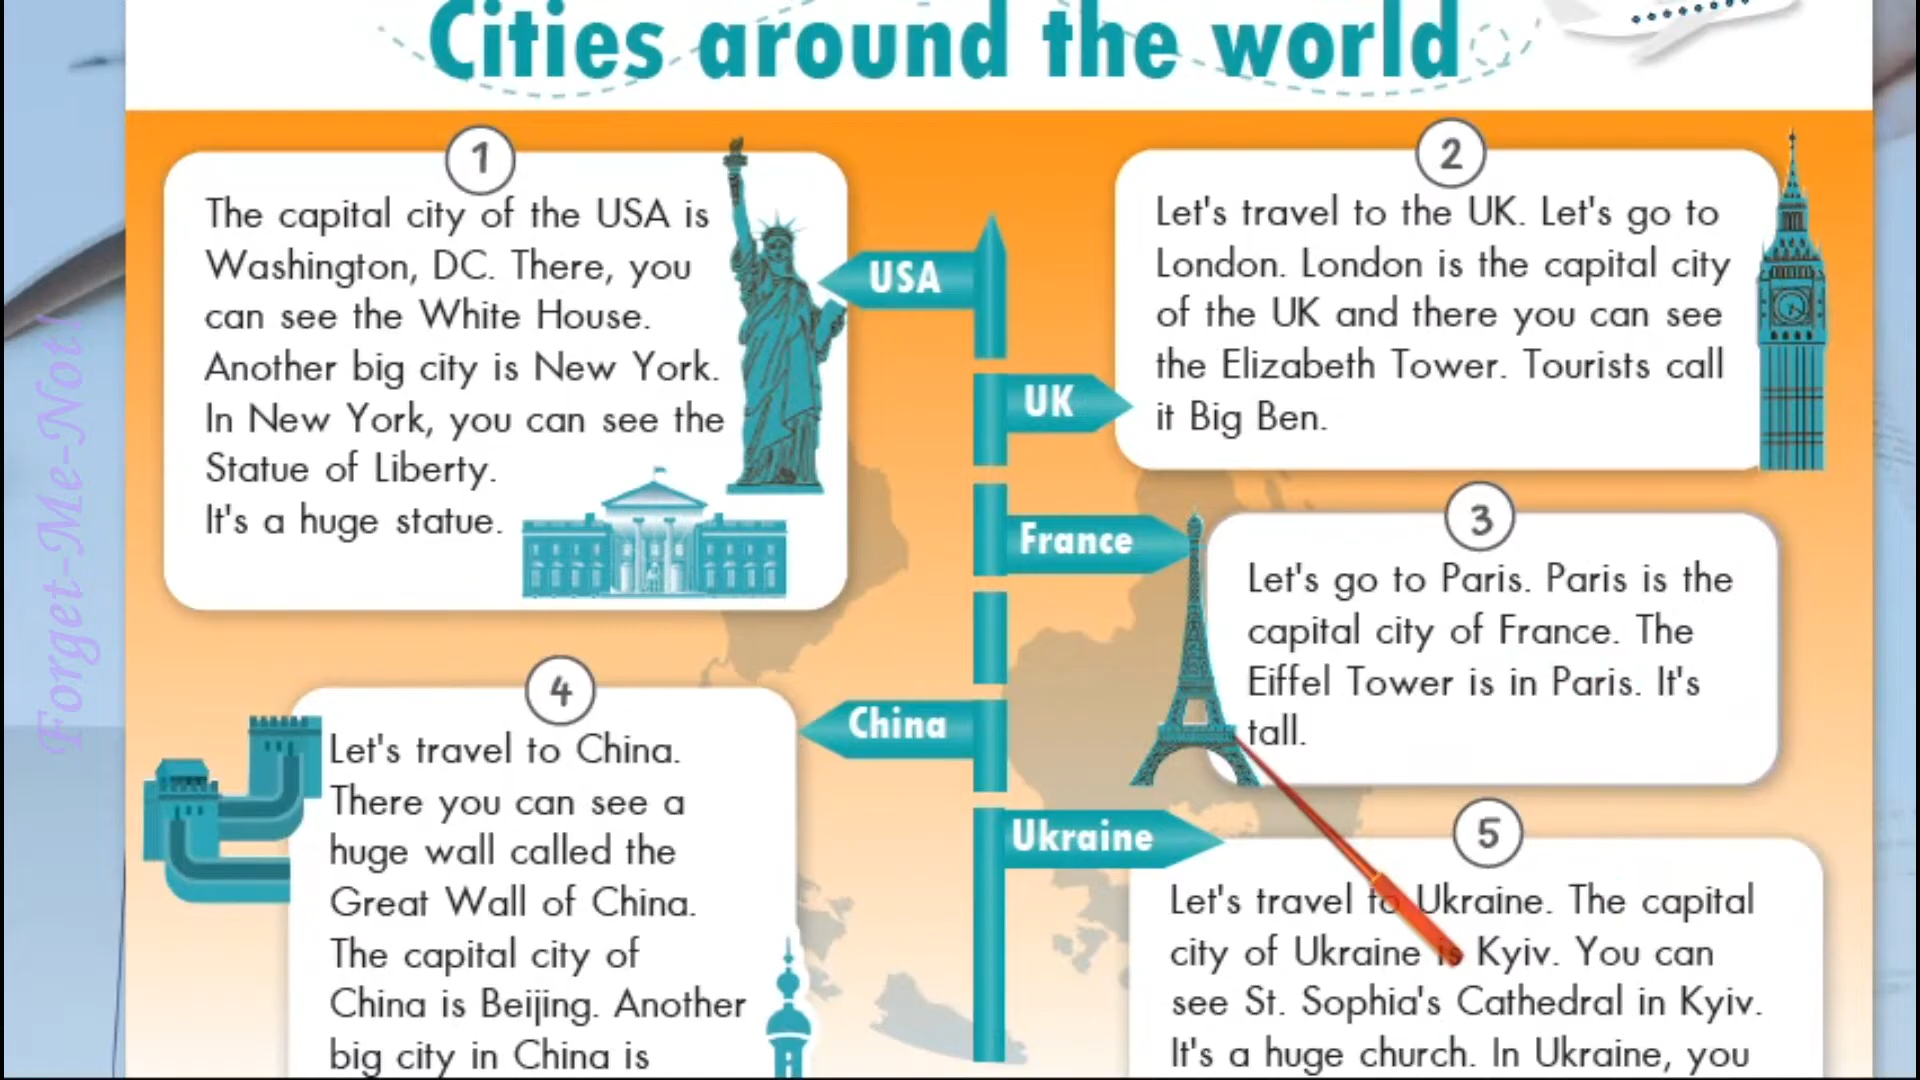 Cities around the world
1
The capital city of the USA is
Washington, DC. There, you
can see the White House.
Another big city is New York.
In New York, you can see the
Statue of Liberty.
It's a huge statue.
USA
2
Let's travel to the UK. Let's go to
London. London is the capital city
of the UK and there you can see
the Elizabeth Tower. Tourists call
it Big Ben.
UK
France
3
Let's go to Paris. Paris is the
capital city of France. The
Eiffel Tower is in Paris. It's
tall.
4
Let's travel to China.
There you can see a
huge wall called the
Great Wall of China.
The capital city of
China is Beijing. Another
big city in China is
China
Ukraine
5
Let's travel to Ukraine. The capital
city of Ukraine is Kyiv. You can
see St. Sophia's Cathedral in Kyiv.
It's a huge church. In Ukraine, you
Forget-Me-Not!